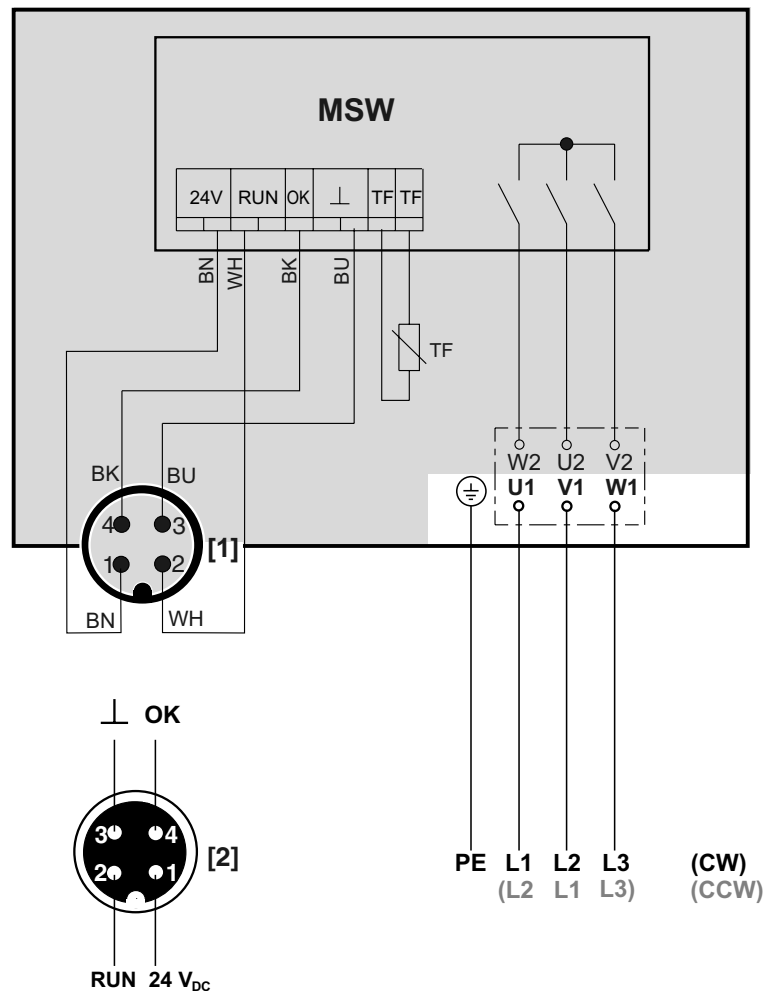 MSW
24V RUN OK ⊥ TF TF
BN WH BK BU
TF
W2 U2 V2
BK BU
U1 V1 W1
4 3 [1]
1 2
BN WH
⊥ OK
3 4
[2]
2 1
PE L1 L2 L3 (CW)
(L2 L1 L3) (CCW)
RUN 24 VDC